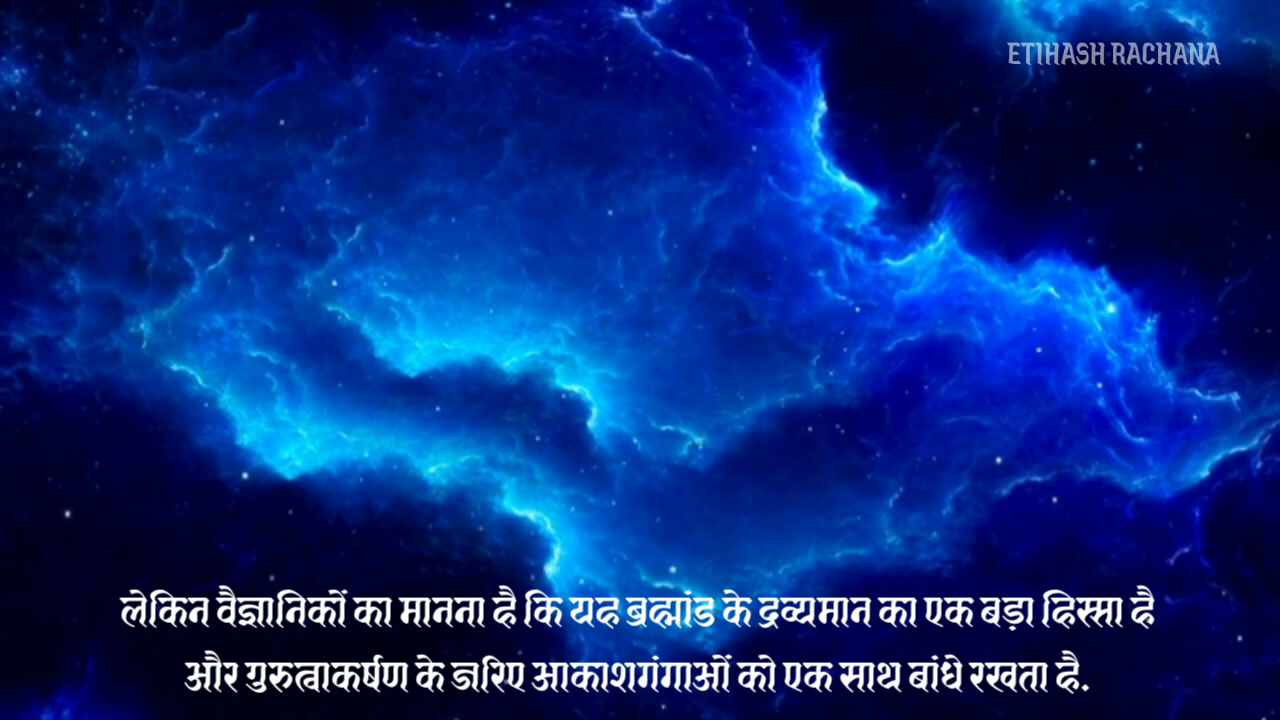 ETIHASH RACHANA
लेकिन वैज्ञानिकों का मानना है कि यह ब्रह्मांड के द्रव्यमान का एक बड़ा हिस्सा है
और गुरुत्वाकर्षण के जरिए आकाशगंगाओं को एक साथ बांधे रखता है.